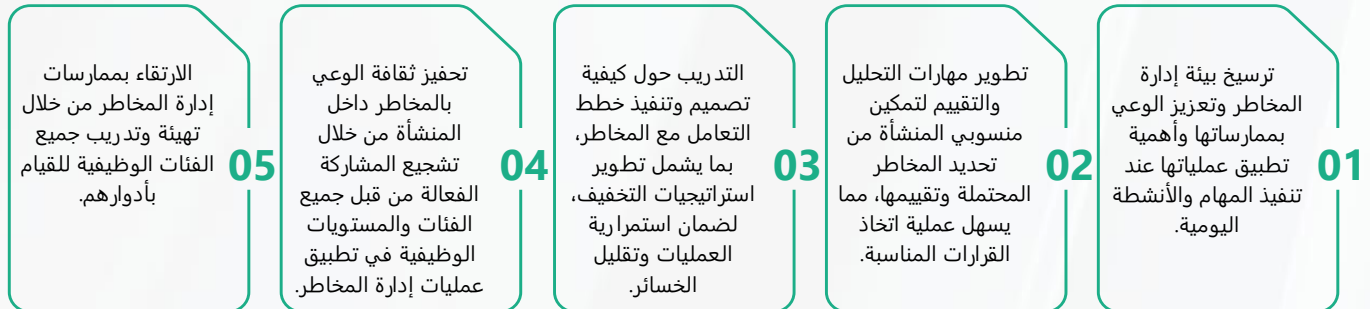 01
ترسيخ بيئة إدارة
المخاطر وتعزيز الوعي
بممارساتها وأهمية
تطبيق عملياتها عند
تنفيذ المهام والأنشطة
اليومية.
02
تطوير مهارات التحليل
والتقييم لتمكين
منسوبي المنشأة من
تحديد المخاطر
المحتملة وتقييمها، مما
يسهل عملية اتخاذ
القرارات المناسبة.
03
التدريب حول كيفية
تصميم وتنفيذ خطط
التعامل مع المخاطر،
بما يشمل تطوير
استراتيجيات التخفيف،
لضمان استمرارية
العمليات وتقليل
الخسائر.
04
تحفيز ثقافة الوعي
بالمخاطر داخل
المنشأة من خلال
تشجيع المشاركة
الفعالة من قبل جميع
الفئات والمستويات
الوظيفية في تطبيق
عمليات إدارة المخاطر.
05
الارتقاء بممارسات
إدارة المخاطر من خلال
تهيئة وتدريب جميع
الفئات الوظيفية للقيام
بأدوارهم.